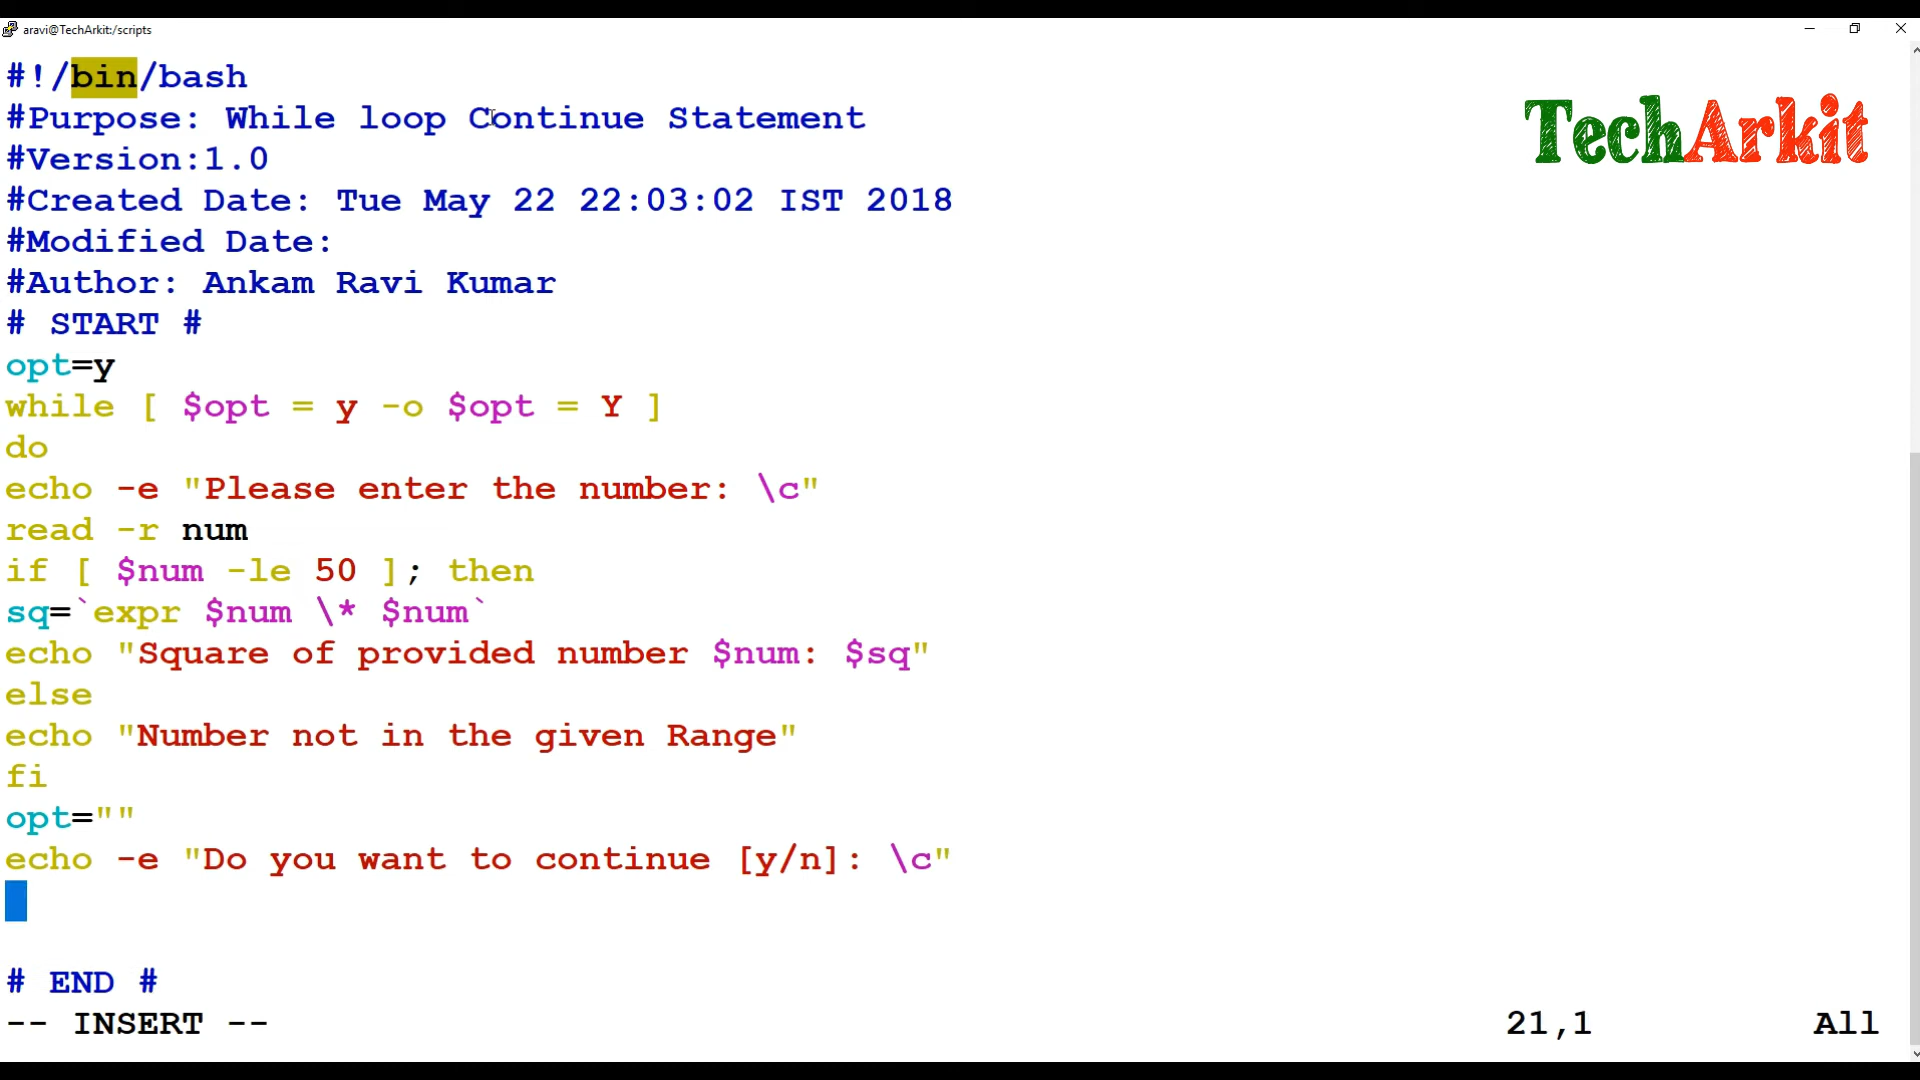 aravi@TechArkit:/scripts
#!/bin/bash
TechArkit
#Purpose: While loop Continue Statement
#Version:1.0
#Created Date: Tue May 22 22:03:02 IST 2018
#Modified Date:
#Author: Ankam Ravi Kumar
# START #
opt=y
while [ $opt = y -o $opt = Y ]
do
echo -e "Please enter the number: \c"
read -r num
if [ $num -le 50 ]; then
sq=`expr $num \* $num`
echo "Square of provided number $num: $sq"
else
echo "Number not in the given Range"
fi
opt=""
echo -e "Do you want to continue [y/n]: \c"
# END #
-- INSERT --
21,1
All